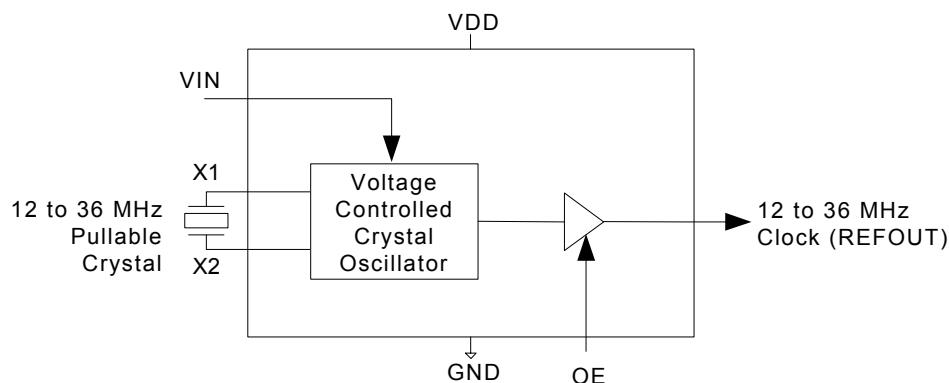 VDD
VIN
X1
12 to 36 MHz
Pullable
Crystal
X2
Voltage
Controlled
Crystal
Oscillator
12 to 36 MHz
Clock (REFOUT)
GND
OE